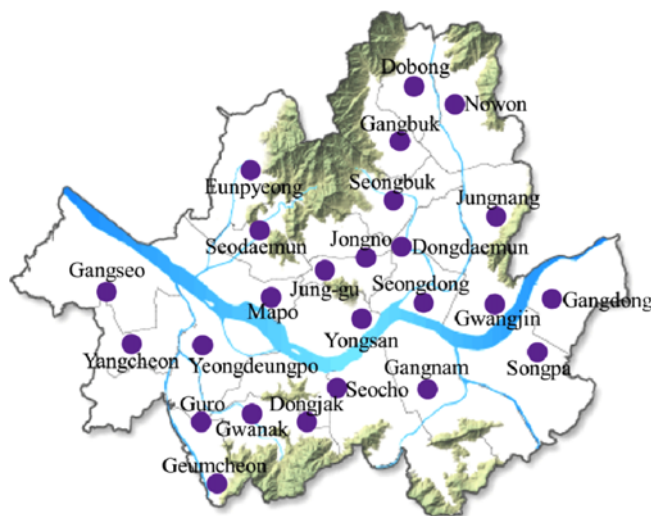 Dobong
Nowon
Gangbuk
Eunpyeong
Seongbuk
Jungnang
Seodaemun
Jongno
Dongdaemun
Gangseo
Jung-gu
Seongdong
Mapo
Gwangjin
Gangdong
Yongsan
Yangcheon
Yeongdeungpo
Songpa
Gangnam
Seocho
Guro
Dongjak
Gwanak
Geumcheon